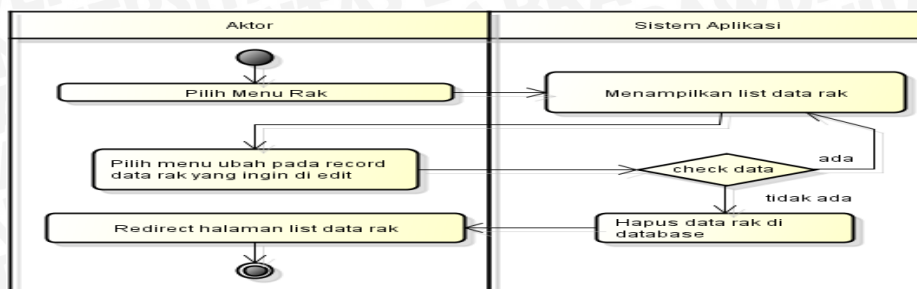 Aktor
Sistem Aplikasi
Pilih Menu Rak
Menampilkan list data rak
Pilih menu ubah pada record
data rak yang ingin di edit
check data
ada
tidak ada
Hapus data rak di
database
Redirect halaman list data rak